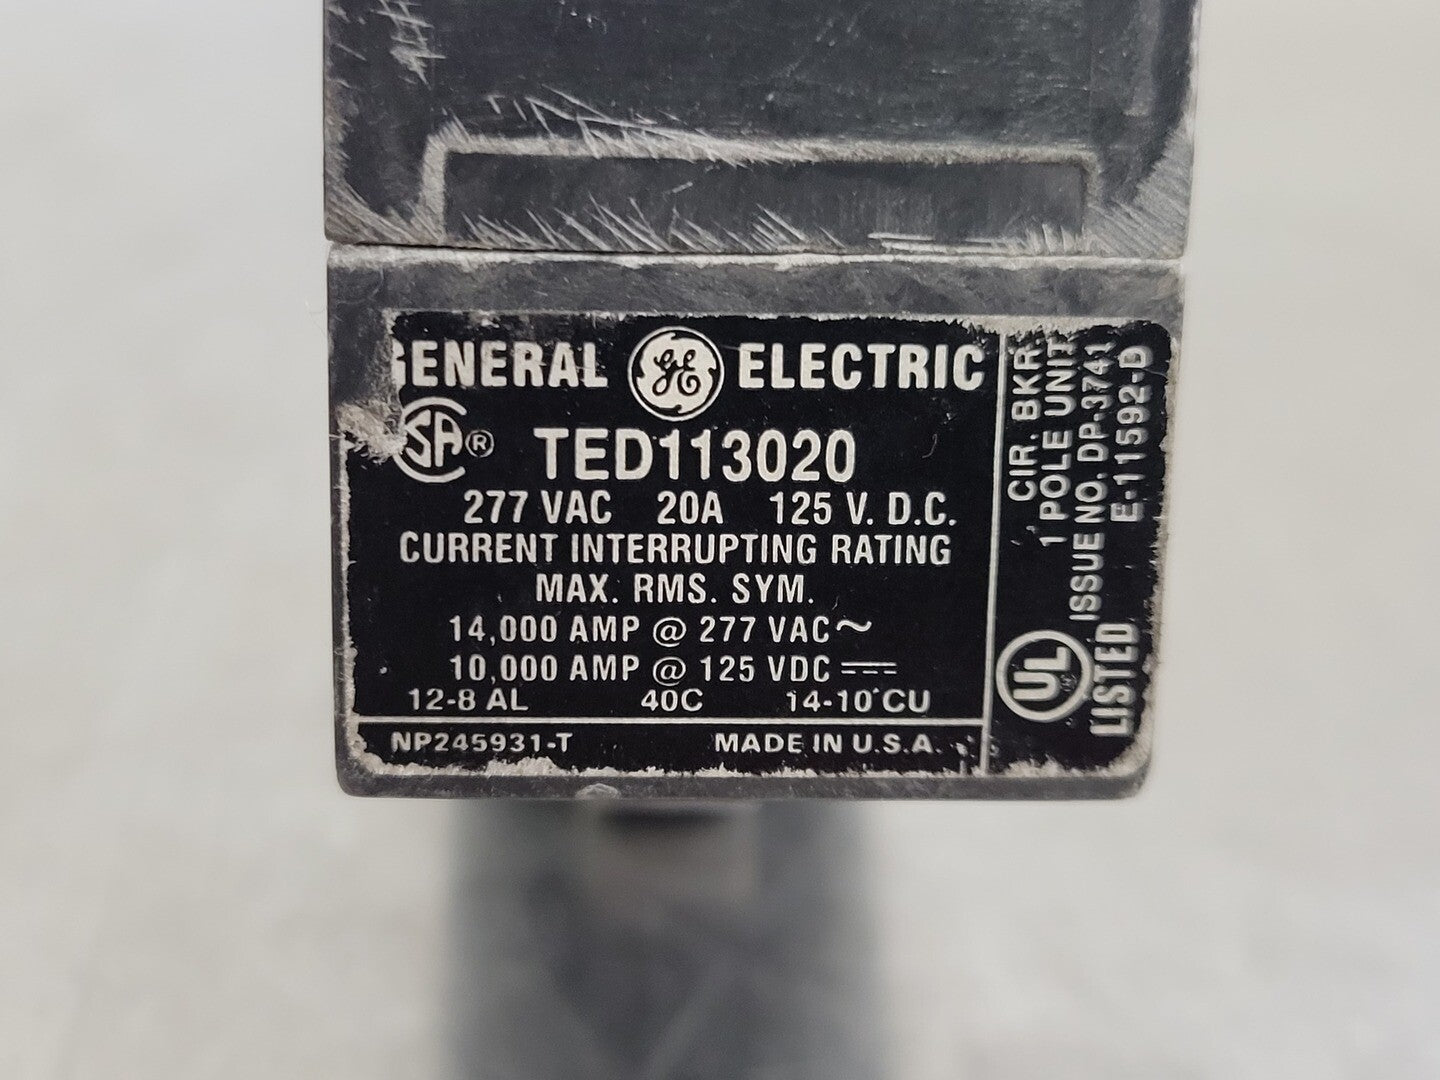 GENERAL GE ELECTRIC
SA ® TED113020
277 VAC 20A 125 V. D.C.
CURRENT INTERRUPTING RATING
MAX. RMS. SYM.
14,000 AMP @ 277 VAC~
10,000 AMP @ 125 VDC ⎓
12-8 AL 40C 14-10 CU
NP245931-T MADE IN U.S.A.
CIR. BKR.
1 POLE UNIT
ISSUE NO. DP-3741
E-11592-D
UL LISTED